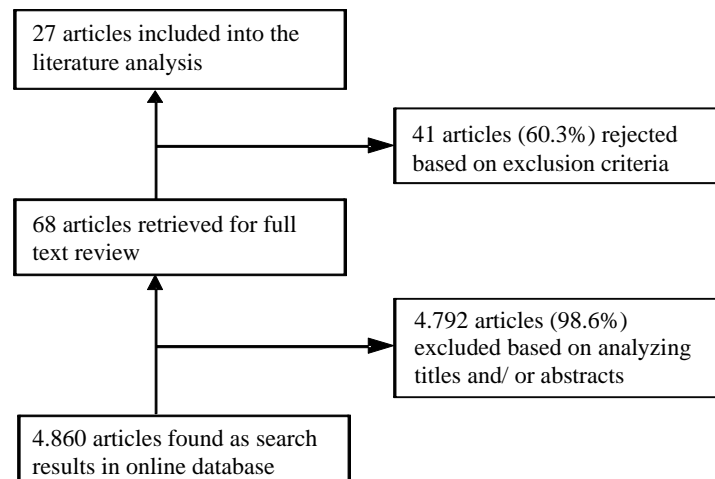 27 articles included into the
literature analysis
41 articles (60.3%) rejected
based on exclusion criteria
68 articles retrieved for full
text review
4.792 articles (98.6%)
excluded based on analyzing
titles and/ or abstracts
4.860 articles found as search
results in online database